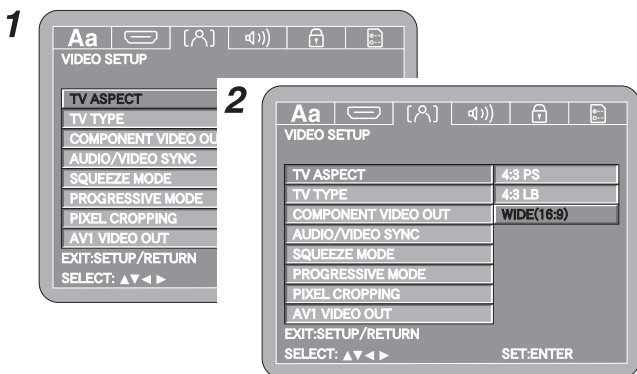 1
Aa
VIDEO SETUP
TV ASPECT
TV TYPE
COMPONENT VIDEO OU
AUDIO/VIDEO SYNC
SQUEEZE MODE
PROGRESSIVE MODE
PIXEL CROPPING
AV1 VIDEO OUT
EXIT:SETUP/RETURN
SELECT: ▲▼◄ ►
2
Aa
VIDEO SETUP
TV ASPECT 4:3 PS
TV TYPE 4:3 LB
COMPONENT VIDEO OUT WIDE(16:9)
AUDIO/VIDEO SYNC
SQUEEZE MODE
PROGRESSIVE MODE
PIXEL CROPPING
AV1 VIDEO OUT
EXIT:SETUP/RETURN
SELECT: ▲▼◄ ► SET:ENTER